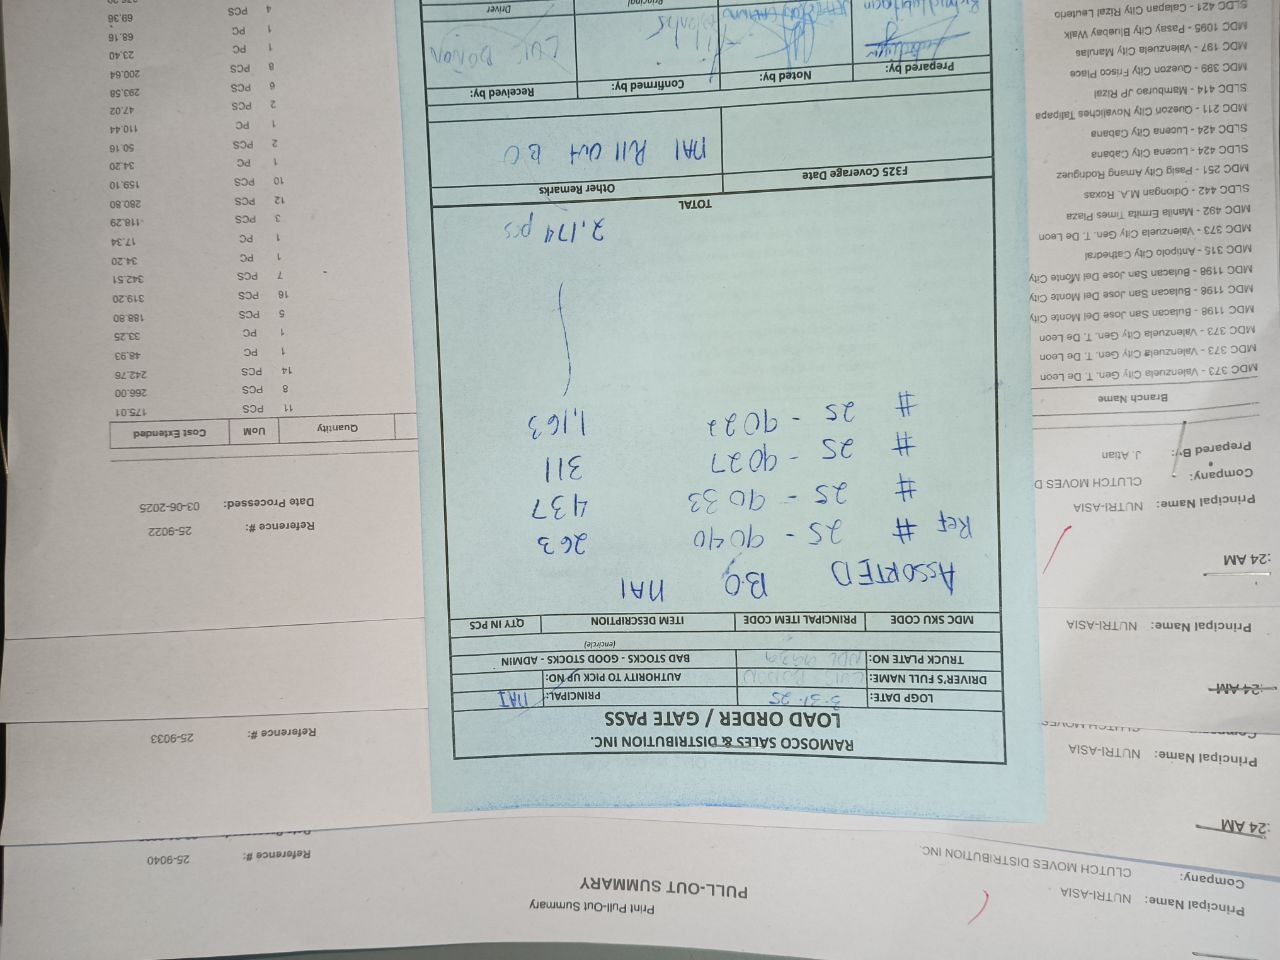 Print Pull-Out Summary
PULL-OUT SUMMARY
Principal Name: NUTRI-ASIA
Company: CLUTCH MOVES DISTRIBUTION INC.
Reference #: 25-9040
:24 AM
Principal Name: NUTRI-ASIA
Reference #: 25-9033
:24 AM
Principal Name: NUTRI-ASIA
:24 AM
Principal Name: NUTRI-ASIA
Company: CLUTCH MOVES D
Prepared By: J. Atian
Reference #: 25-9022
Date Processed: 03-06-2025
Branch Name
Quantity UoM Cost Extended
MDC 373 - Valenzuela City Gen. T. De Leon
MDC 373 - Valenzuela City Gen. T. De Leon
MDC 373 - Valenzuela City Gen. T. De Leon
MDC 1198 - Bulacan San Jose Del Monte City
MDC 1198 - Bulacan San Jose Del Monte City
MDC 1198 - Bulacan San Jose Del Monte City
MDC 315 - Antipolo City Cathedral
MDC 373 - Valenzuela City Gen. T. De Leon
MDC 492 - Manila Ermita Times Plaza
SLDC 442 - Odiongan M.A. Roxas
MDC 251 - Pasig City Amang Rodriguez
SLDC 424 - Lucena City Cabana
SLDC 424 - Lucena City Cabana
MDC 211 - Quezon City Novaliches Talipapa
SLDC 414 - Mamburao JP Rizal
MDC 399 - Quezon City Frisco Place
MDC 197 - Valenzuela City Marulas
MDC 1095 - Pasay City Bluebay Walk
SLDC 421 - Calapan City Rizal Leuterio
11 PCS 175.01
8 PCS 266.00
14 PCS 242.76
1 PC 48.93
1 PC 33.25
5 PCS 188.80
16 PCS 319.20
7 PCS 342.51
1 PC 34.20
1 PC 17.34
3 PCS 118.29
12 PCS 280.80
10 PCS 159.10
1 PC 34.20
2 PCS 50.16
1 PC 110.44
2 PCS 47.02
6 PCS 293.58
8 PCS 200.64
1 PC 23.40
1 PC 68.16
4 PCS 69.36
RAMOSCO SALES & DISTRIBUTION INC.
LOAD ORDER / GATE PASS
LOGP DATE: 3-31-25 PRINCIPAL: NAI
DRIVER'S FULL NAME: AUTHORITY TO PICK UP NO:
TRUCK PLATE NO: BAD STOCKS - GOOD STOCKS - ADMIN
(encircle)
MDC SKU CODE PRINCIPAL ITEM CODE ITEM DESCRIPTION QTY IN PCS
ASSORTED B.O NAI
Ref # 25 - 9040 263
# 25 - 9033 437
# 25 - 9027 311
# 25 - 9022 1,163
2,174 pcs
TOTAL
F325 Coverage Date Other Remarks
NAI Pull Out B.O
Prepared by: Noted by: Confirmed by: Received by:
Principal Driver